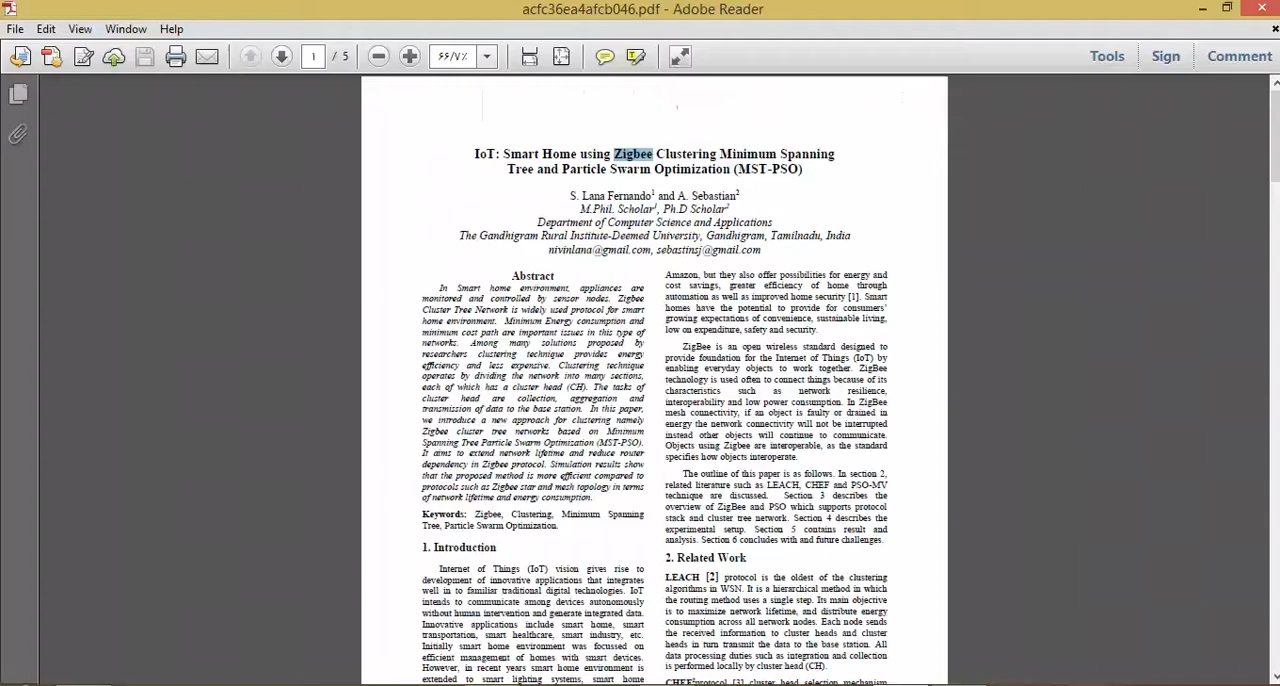 acfc36ea4afcb046.pdf - Adobe Reader
File Edit View Window Help
1 / 5
۶۶/۷٪
Tools Sign Comment
IoT: Smart Home using Zigbee Clustering Minimum Spanning
Tree and Particle Swarm Optimization (MST-PSO)
S. Lana Fernando1 and A. Sebastian2
M.Phil. Scholar1, Ph.D Scholar2
Department of Computer Science and Applications
The Gandhigram Rural Institute-Deemed University, Gandhigram, Tamilnadu, India
nivinlana@gmail.com, sebastinsj@gmail.com
Abstract
In Smart home environment, appliances are
monitored and controlled by sensor nodes. Zigbee
Cluster Tree Network is widely used protocol for smart
home environment. Minimum Energy consumption and
minimum cost path are important issues in this type of
networks. Among many solutions proposed by
researchers clustering technique provides energy
efficiency and less expensive. Clustering technique
operates by dividing the network into many sections,
each of which has a cluster head (CH). The tasks of
cluster head are collection, aggregation and
transmission of data to the base station. In this paper,
we introduce a new approach for clustering namely
Zigbee cluster tree networks based on Minimum
Spanning Tree Particle Swarm Optimization (MST-PSO).
It aims to extend network lifetime and reduce router
dependency in Zigbee protocol. Simulation results show
that the proposed method is more efficient compared to
protocols such as Zigbee star and mesh topology in terms
of network lifetime and energy consumption.
Keywords: Zigbee, Clustering, Minimum Spanning
Tree, Particle Swarm Optimization.
1. Introduction
Internet of Things (IoT) vision gives rise to
development of innovative applications that integrates
well in to familiar traditional digital technologies. IoT
intends to communicate among devices autonomously
without human intervention and generate integrated data.
Innovative applications include smart home, smart
transportation, smart healthcare, smart industry, etc.
Initially smart home environment was focussed on
efficient management of homes with smart devices.
However, in recent years smart home environment is
extended to smart lighting systems, smart home
Amazon, but they also offer possibilities for energy and
cost savings, greater efficiency of home through
automation as well as improved home security [1]. Smart
homes have the potential to provide for consumers'
growing expectations of convenience, sustainable living,
low on expenditure, safety and security.
ZigBee is an open wireless standard designed to
provide foundation for the Internet of Things (IoT) by
enabling everyday objects to work together. ZigBee
technology is used often to connect things because of its
characteristics such as network resilience,
interoperability and low power consumption. In ZigBee
mesh connectivity, if an object is faulty or drained in
energy the network connectivity will not be interrupted
instead other objects will continue to communicate.
Objects using Zigbee are interoperable, as the standard
specifies how objects interoperate.
The outline of this paper is as follows. In section 2,
related literature such as LEACH, CHEF and PSO-MV
technique are discussed. Section 3 describes the
overview of ZigBee and PSO which supports protocol
stack and cluster tree network. Section 4 describes the
experimental setup. Section 5 contains result and
analysis. Section 6 concludes with and future challenges.
2. Related Work
LEACH [2] protocol is the oldest of the clustering
algorithms in WSN. It is a hierarchical method in which
the routing method uses a single step. Its main objective
is to maximize network lifetime, and distribute energy
consumption across all network nodes. Each node sends
the received information to cluster heads and cluster
heads in turn transmit the data to the base station. All
data processing duties such as integration and collection
is performed locally by cluster head (CH).
CHEF protocol [3] cluster head selection mechanism